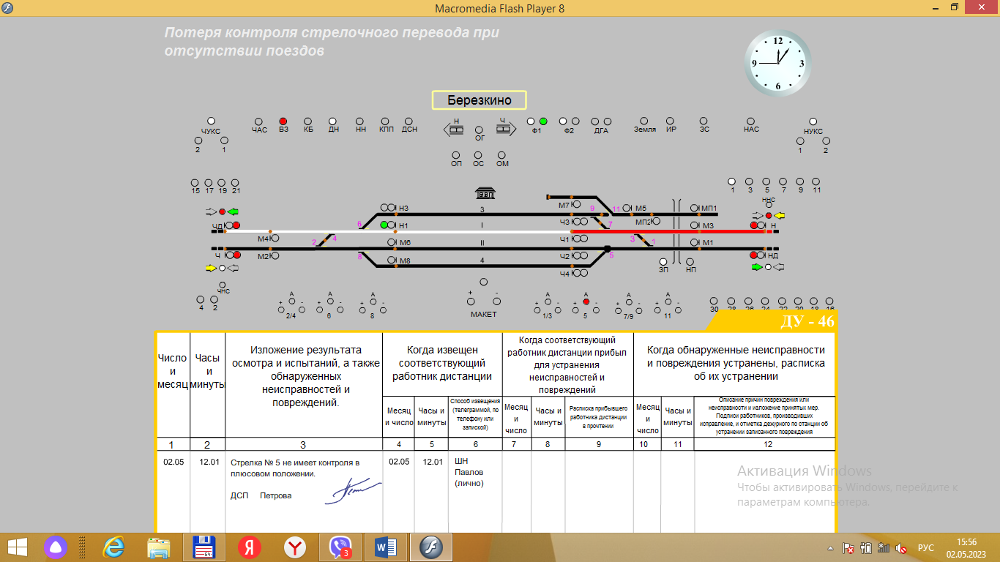 Macromedia Flash Player 8
Потеря контроля стрелочного перевода при
отсутствии поездов
12
9 3
6
Березкино
ЧУКС ЧАС ВЗ КБ ДН НН КПП ДСН Н ОГ Ч Ф1 Ф2 ДГА Земля ИР ЗС НАС НУКС
2 1 1 2
ОП ОС ОМ
15 17 19 21 1 3 5 7 9 11
ННС
М7 9 11 М5 МП1
Н3 3 Ч3 МП2
ЧД 6 Н1 I 7 М3 Н
М4 2 4 М6 II Ч1 3 1 М1
Ч М2 8 М8 4 Ч2 5 НД
Ч4 ЗП НП
ЧНС
4 2
+ А - + А - + А - + - + А - + А - + А - + А -
2/4 6 8 МАКЕТ 1/3 5 7/9 11
30 28 26 24 22 20 18 16
ДУ - 46
Число
и
месяц
Часы
и
минуты
Изложение результата
осмотра и испытаний, а также
обнаруженных
неисправностей и
повреждений.
Когда извещен
соответствующий
работник дистанции
Когда соответствующий
работник дистанции прибыл
для устранения
неисправностей и
повреждений
Когда обнаруженные неисправности
и повреждения устранены, расписка
об их устранении
Месяц
и число
Часы и
минуты
Способ извещения
(телеграммой, по
телефону или
запиской)
Месяц
и
число
Часы и
минуты
Расписка прибывшего
работника дистанции
в прочтении
Месяц
и
число
Часы и
минуты
Описание причин повреждения или
неисправности и изложение принятых мер.
Подписи работников, производивших
исправление, и отметка дежурного по станции об
устранении записанного повреждения
1 2 3 4 5 6 7 8 9 10 11 12
02.05 12.01 Стрелка № 5 не имеет контроля в
плюсовом положении.
ДСП Петрова
02.05 12.01 ШН
Павлов
(лично)
Активация Windows
Чтобы активировать Windows, перейдите к
параметрам компьютера.
64
Я
Y
3
W
РУС
15:56
02.05.2023